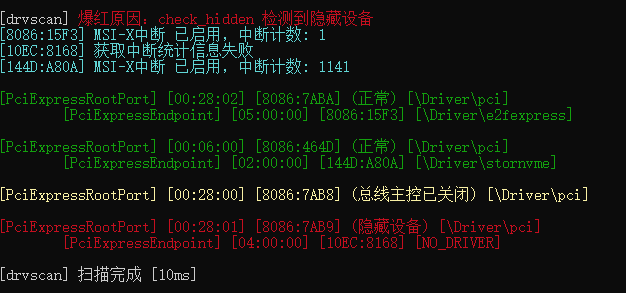 [drvscan] 爆红原因: check_hidden 检测到隐藏设备
[8086:15F3] MSI-X中断 已启用, 中断计数: 1
[10EC:8168] 获取中断统计信息失败
[144D:A80A] MSI-X中断 已启用, 中断计数: 1141
[PciExpressRootPort] [00:28:02] [8086:7ABA] (正常) [\Driver\pci]
[PciExpressEndpoint] [05:00:00] [8086:15F3] [\Driver\e2fexpress]
[PciExpressRootPort] [00:06:00] [8086:464D] (正常) [\Driver\pci]
[PciExpressEndpoint] [02:00:00] [144D:A80A] [\Driver\stornvme]
[PciExpressRootPort] [00:28:00] [8086:7AB8] (总线主控已关闭) [\Driver\pci]
[PciExpressRootPort] [00:28:01] [8086:7AB9] (隐藏设备) [\Driver\pci]
[PciExpressEndpoint] [04:00:00] [10EC:8168] [NO_DRIVER]
[drvscan] 扫描完成 [10ms]